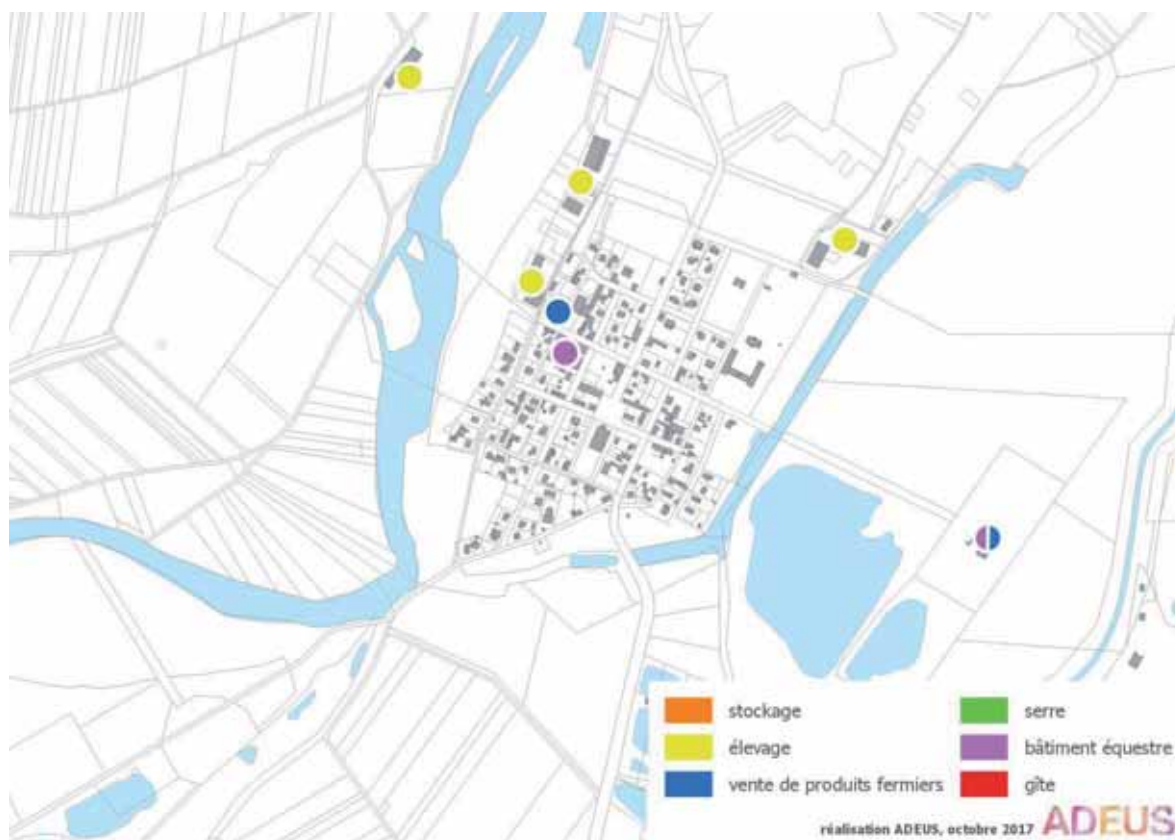 stockage
élevage
vente de produits fermiers
serre
bâtiment équestre
gîte
réalisation ADEUS, octobre 2017
ADEUS